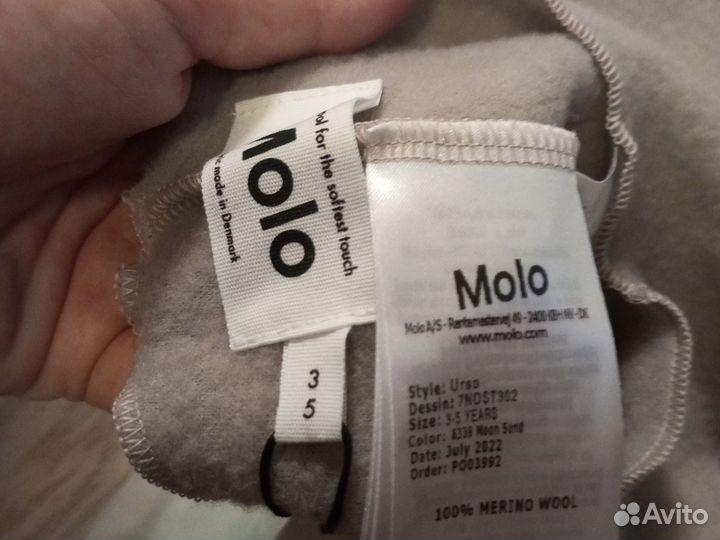 Molo
ol for the softest touch
made in Denmark
3
5
Molo
Molo A/S - Rentemestervej 49 - 2400 KBH NV - DK
www.molo.com
Style: Urso
Dessin: 7NOST302
Size: 3-5 YEARS
Color: 8339 Moon Sand
Date: July 2022
Order: PO03992
100% MERINO WOOL
Avito